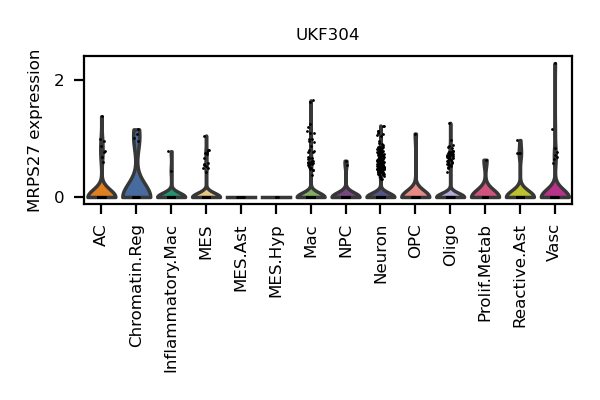 UKF304
MRPS27 expression
2
0
AC
Chromatin.Reg
Inflammatory.Mac
MES
MES.Ast
MES.Hyp
Mac
NPC
Neuron
OPC
Oligo
Prolif.Metab
Reactive.Ast
Vasc